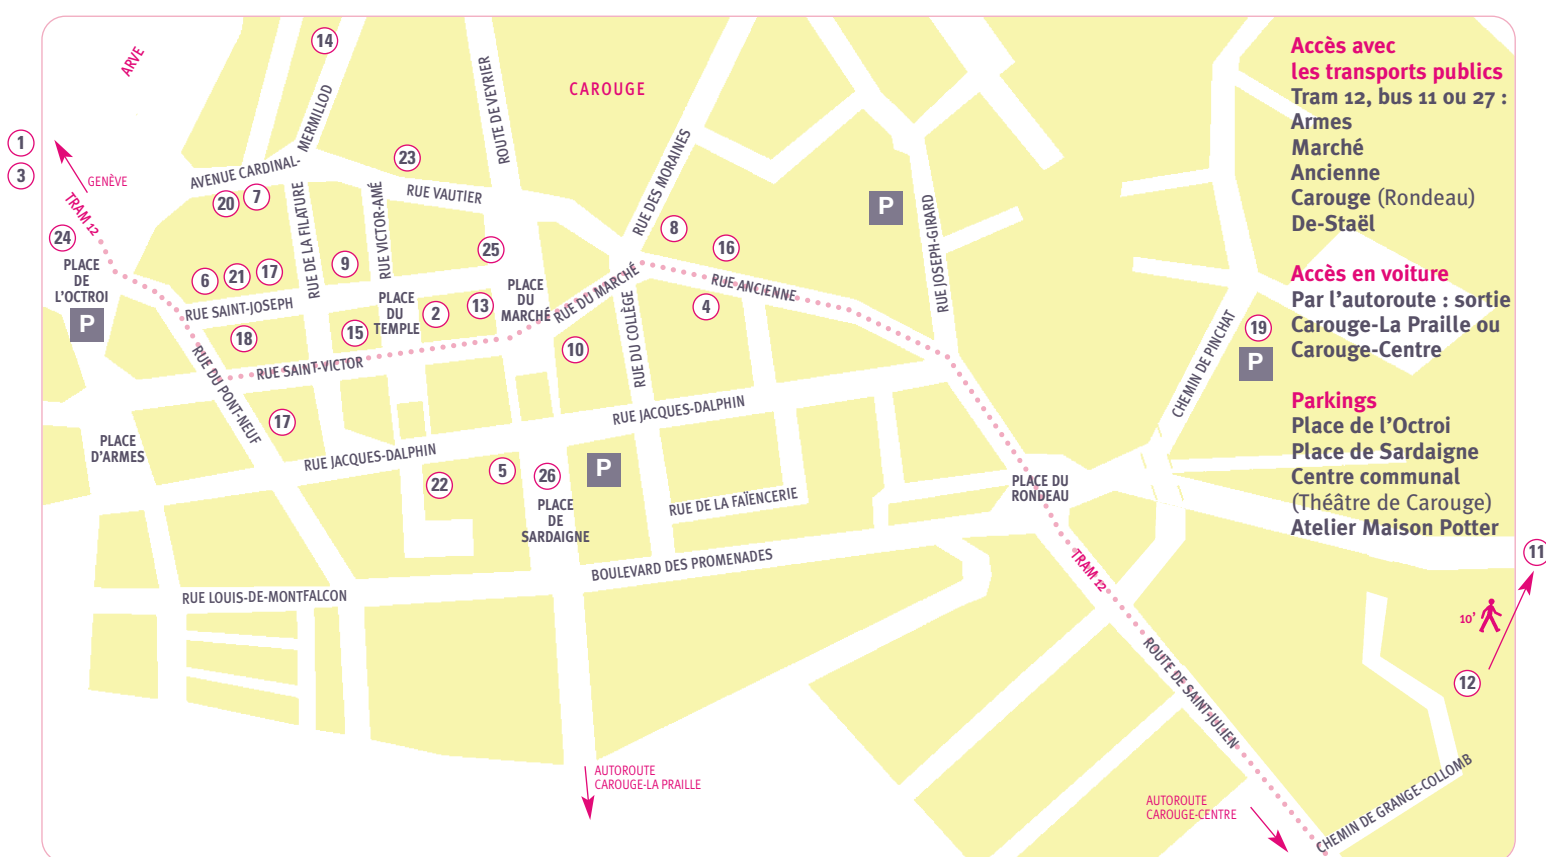 ARVE
14
CAROUGE
ROUTE DE VEYRIER
AVENUE CARDINAL-
MERMILLOD
23
RUE VAUTIER
RUE DES MORAINES
1
3
GENÈVE
TRAM 12
20
7
24
PLACE
DE
L'OCTROI
P
6
21
17
RUE DE LA FILATURE
9
RUE VICTOR-AMÉ
25
RUE SAINT-JOSEPH
18
15
PLACE
DU
TEMPLE
2
13
PLACE
DU
MARCHÉ
RUE DU MARCHÉ
8
16
RUE ANCIENNE
4
P
RUE JOSEPH-GIRARD
RUE SAINT-VICTOR
10
RUE DU COLLÈGE
RUE DU PONT-NEUF
17
PLACE
D'ARMES
RUE JACQUES-DALPHIN
RUE JACQUES-DALPHIN
22
5
26
P
PLACE
DE
SARDAIGNE
RUE DE LA FAÏENCERIE
BOULEVARD DES PROMENADES
RUE LOUIS-DE-MONTFALCON
PLACE DU
RONDEAU
CHEMIN DE PINCHAT
19
P
TRAM 12
ROUTE DE SAINT-JULIEN
CHEMIN DE GRANGE-COLLOMB
11
10'
12
AUTOROUTE
CAROUGE-LA PRAILLE
AUTOROUTE
CAROUGE-CENTRE
Accès avec
les transports publics
Tram 12, bus 11 ou 27 :
Armes
Marché
Ancienne
Carouge (Rondeau)
De-Staël
Accès en voiture
Par l'autoroute : sortie
Carouge-La Praille ou
Carouge-Centre
Parkings
Place de l'Octroi
Place de Sardaigne
Centre communal
(Théâtre de Carouge)
Atelier Maison Potter